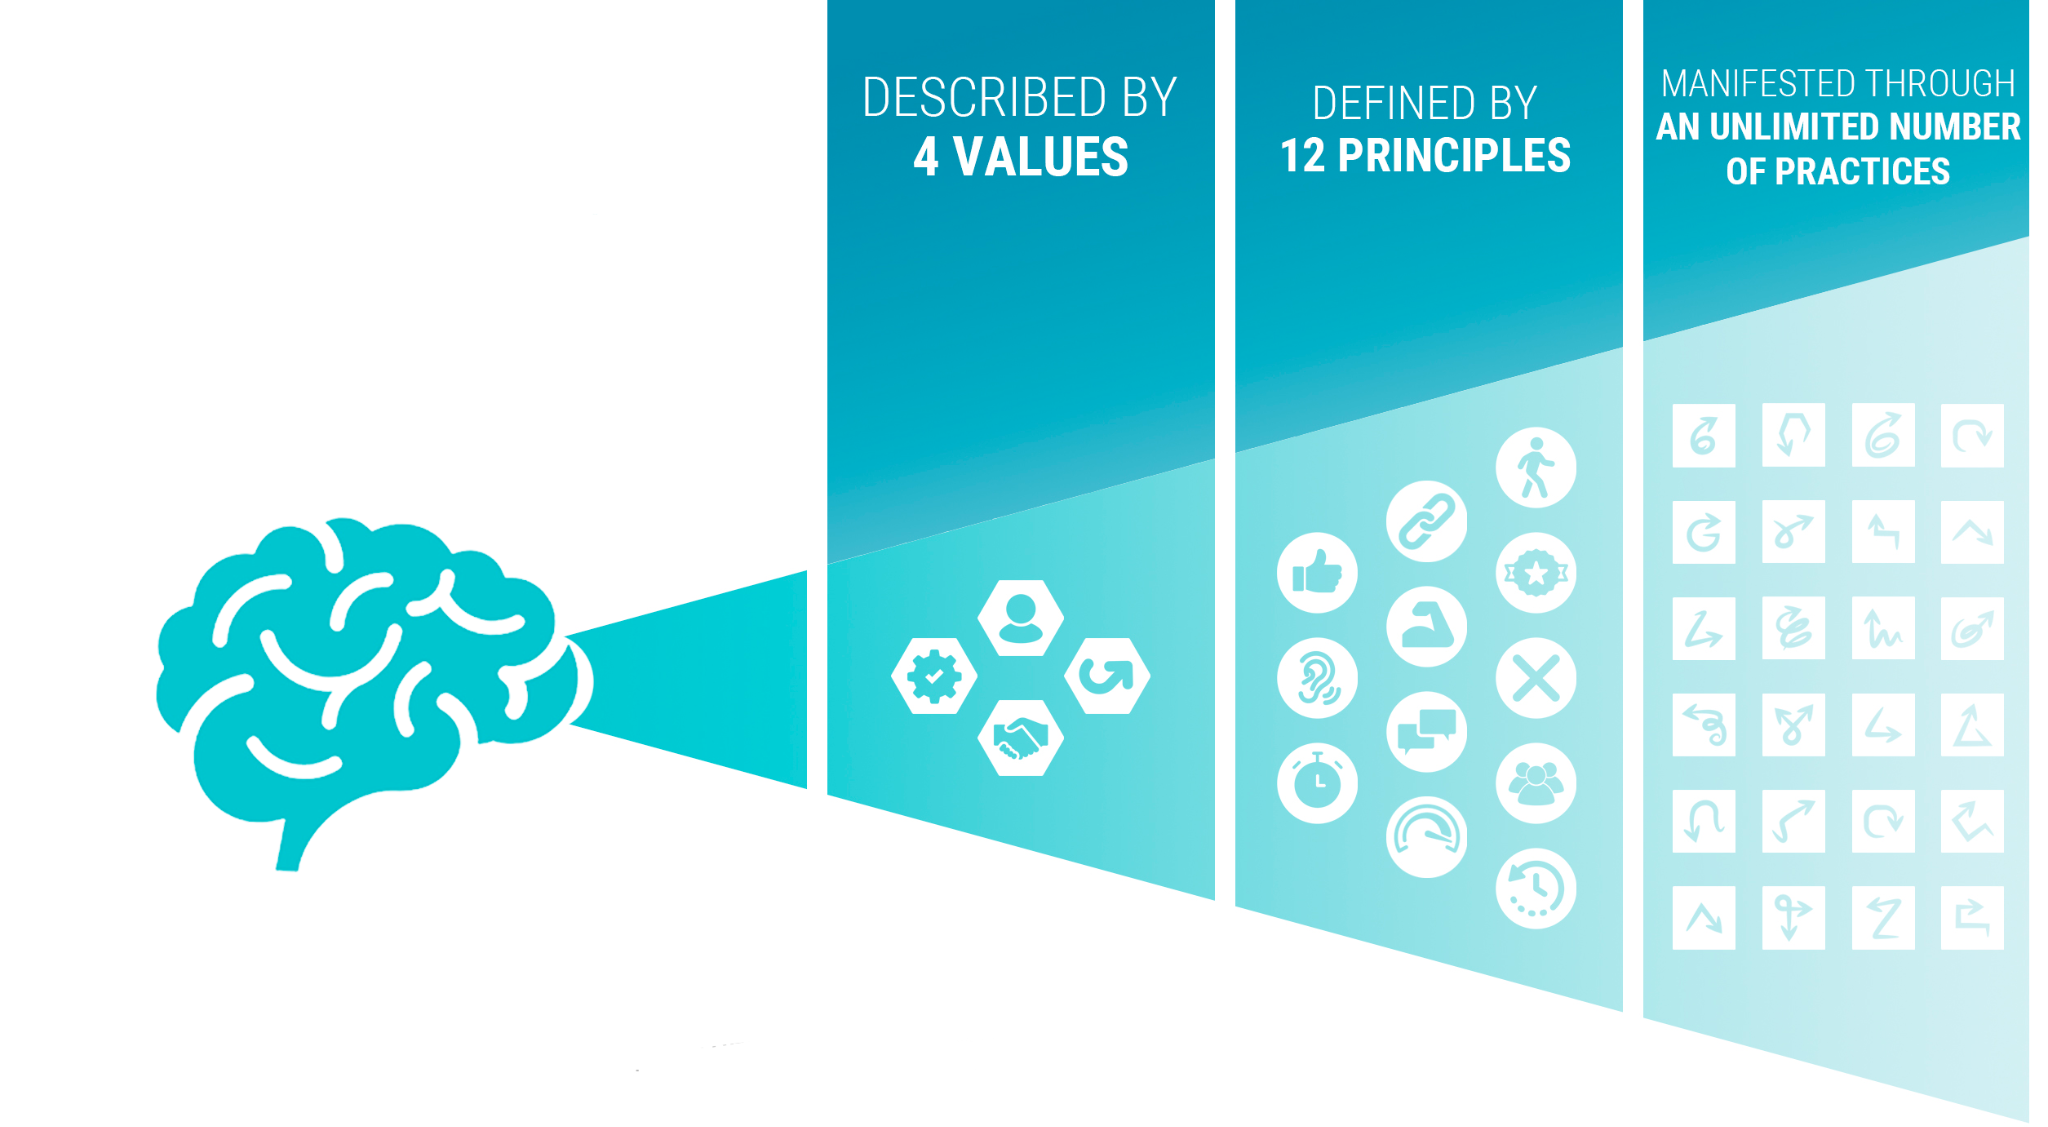 DESCRIBED BY
4 VALUES
DEFINED BY
12 PRINCIPLES
MANIFESTED THROUGH
AN UNLIMITED NUMBER
OF PRACTICES